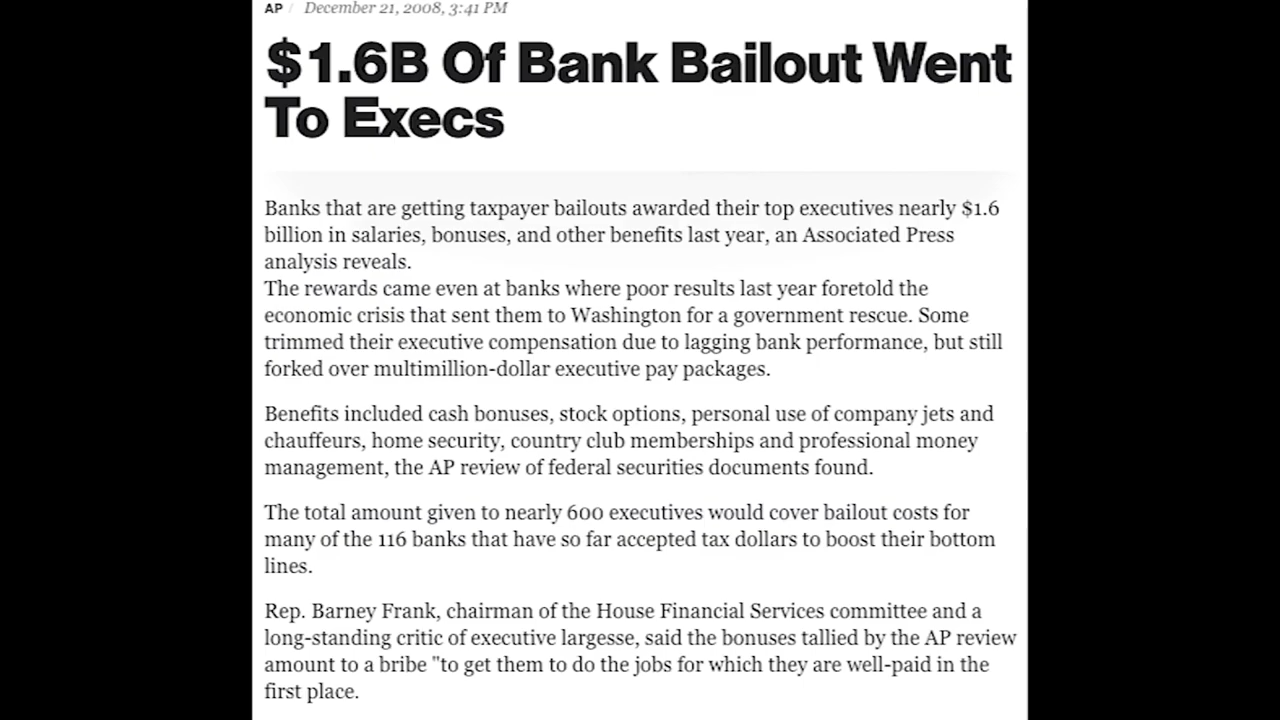 AP / December 21, 2008, 3:41 PM
$1.6B Of Bank Bailout Went
To Execs
Banks that are getting taxpayer bailouts awarded their top executives nearly $1.6
billion in salaries, bonuses, and other benefits last year, an Associated Press
analysis reveals.
The rewards came even at banks where poor results last year foretold the
economic crisis that sent them to Washington for a government rescue. Some
trimmed their executive compensation due to lagging bank performance, but still
forked over multimillion-dollar executive pay packages.
Benefits included cash bonuses, stock options, personal use of company jets and
chauffeurs, home security, country club memberships and professional money
management, the AP review of federal securities documents found.
The total amount given to nearly 600 executives would cover bailout costs for
many of the 116 banks that have so far accepted tax dollars to boost their bottom
lines.
Rep. Barney Frank, chairman of the House Financial Services committee and a
long-standing critic of executive largesse, said the bonuses tallied by the AP review
amount to a bribe "to get them to do the jobs for which they are well-paid in the
first place.